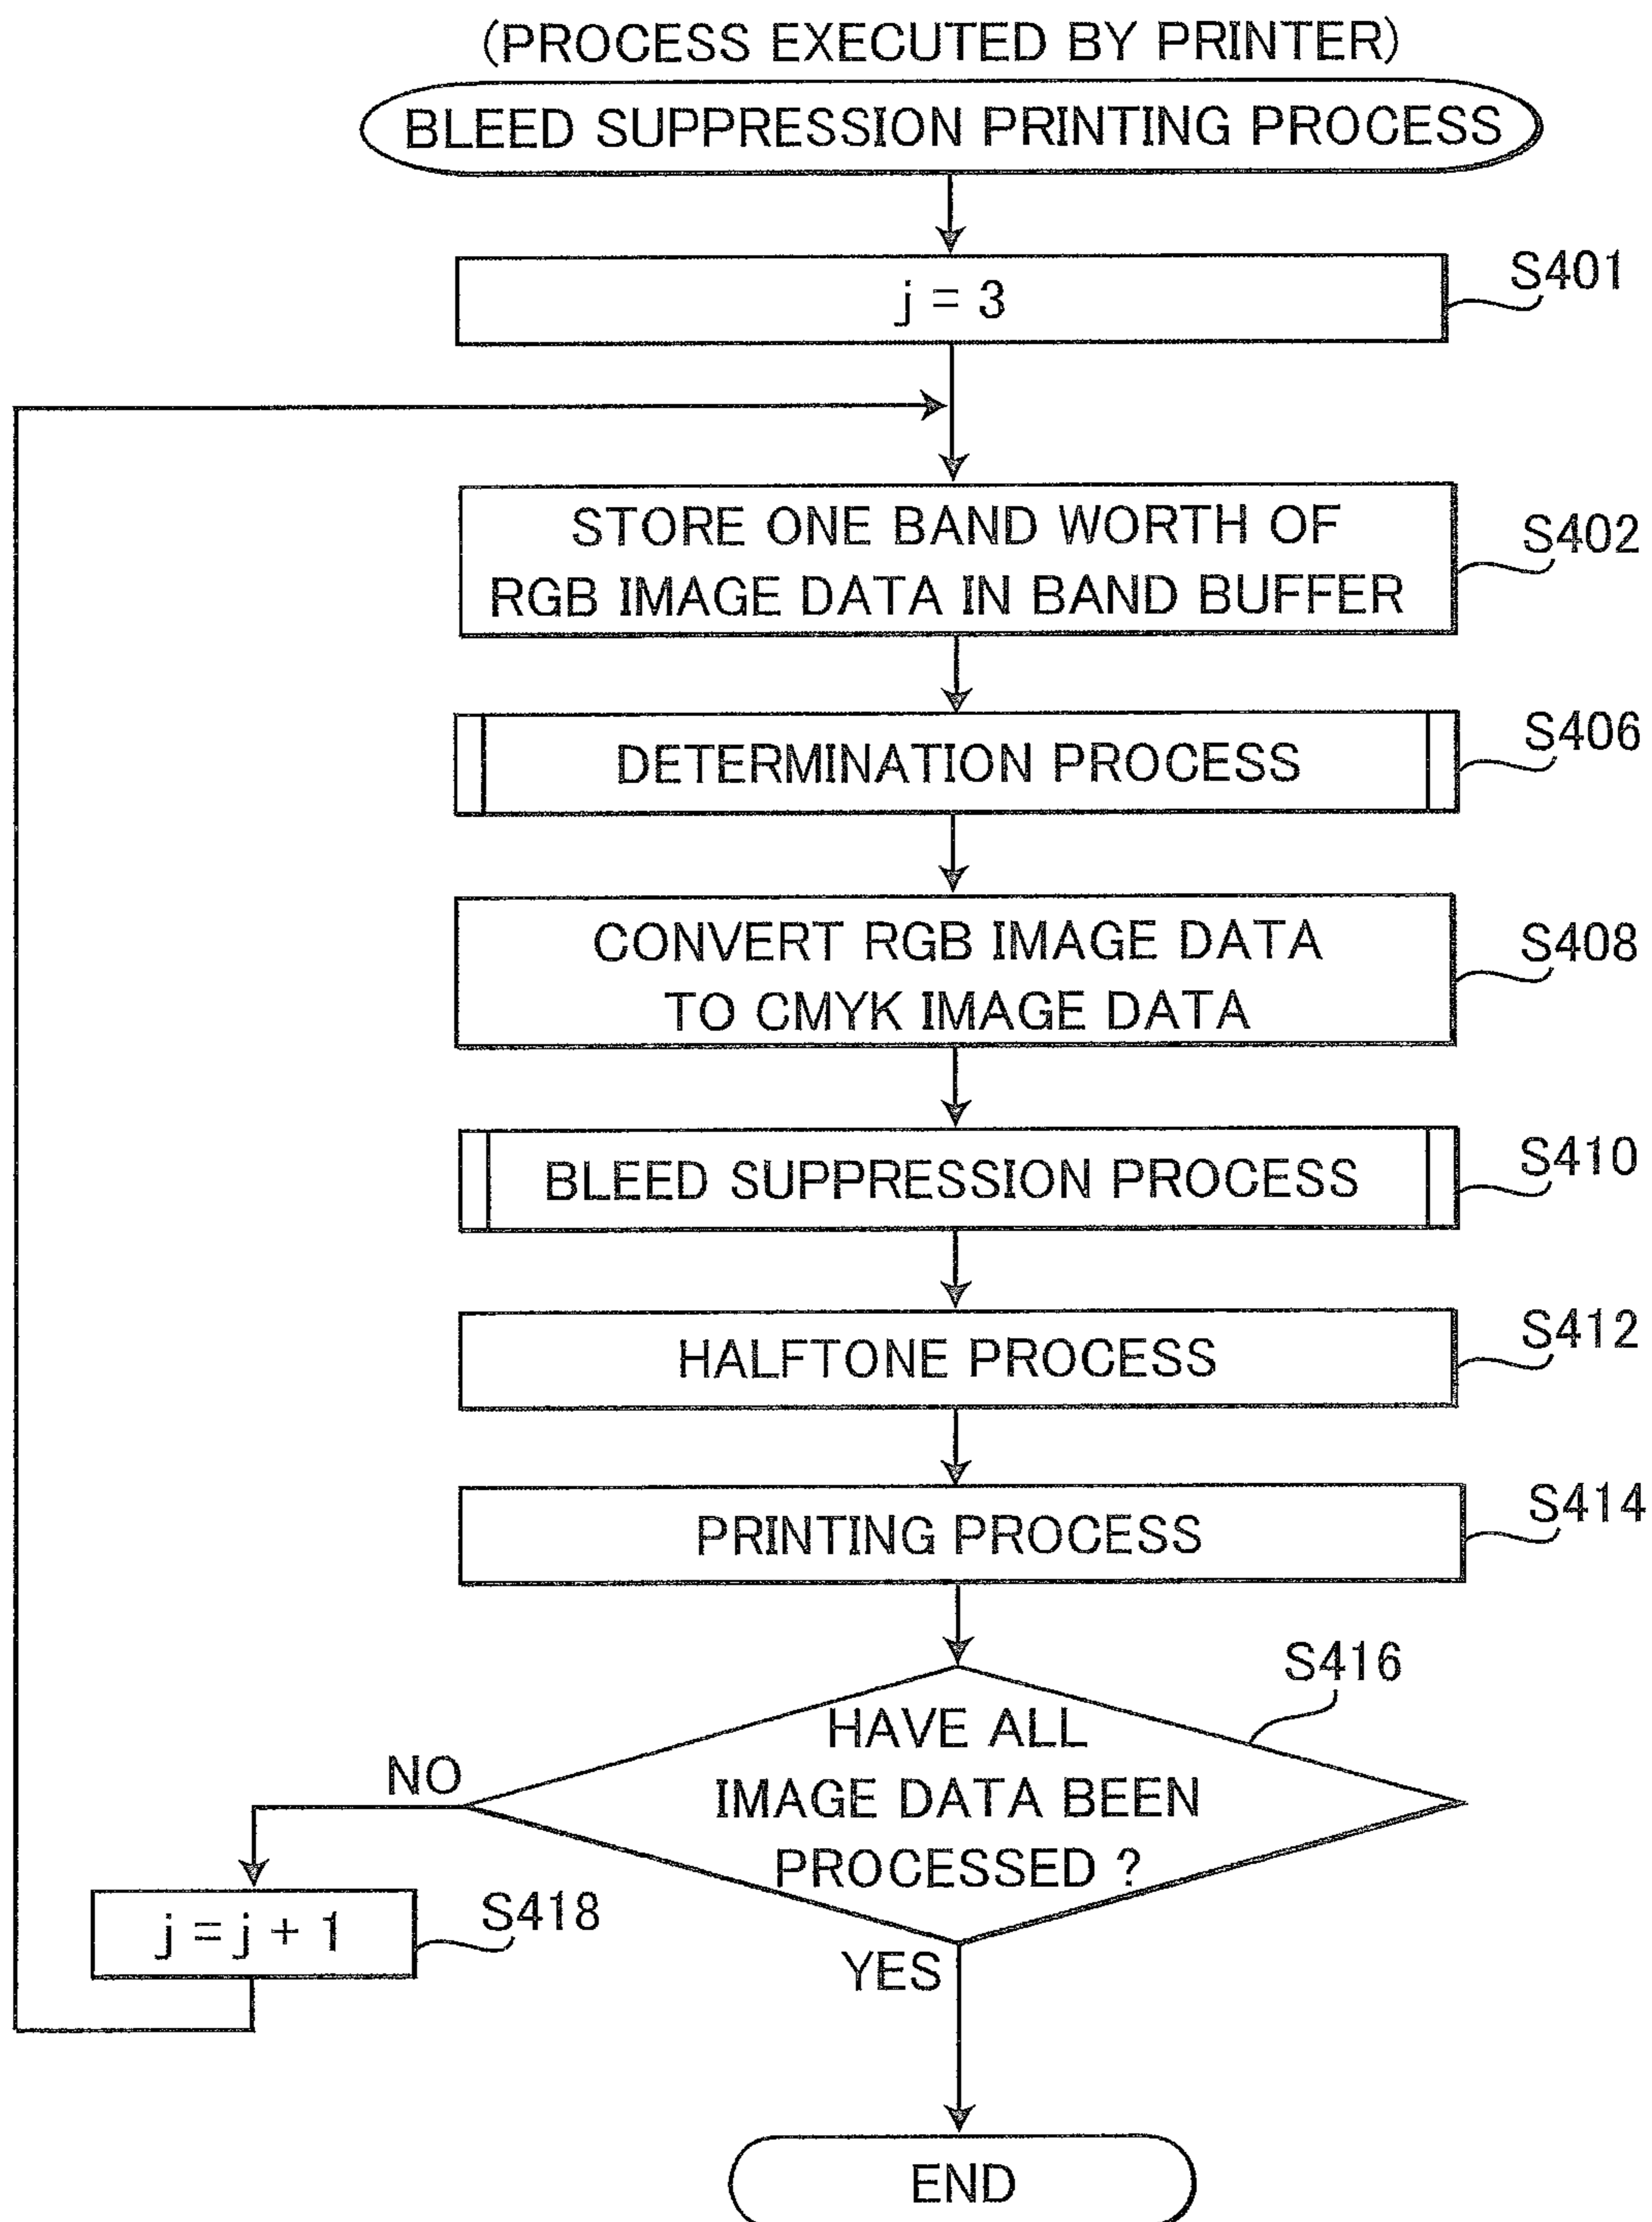 (PROCESS EXECUTED BY PRINTER)
BLEED SUPPRESSION PRINTING PROCESS
j = 3
S401
STORE ONE BAND WORTH OF
RGB IMAGE DATA IN BAND BUFFER
S402
DETERMINATION PROCESS
S406
CONVERT RGB IMAGE DATA
TO CMYK IMAGE DATA
S408
BLEED SUPPRESSION PROCESS
S410
HALFTONE PROCESS
S412
PRINTING PROCESS
S414
S416
HAVE ALL
IMAGE DATA BEEN
PROCESSED ?
NO
j = j + 1
S418
YES
END